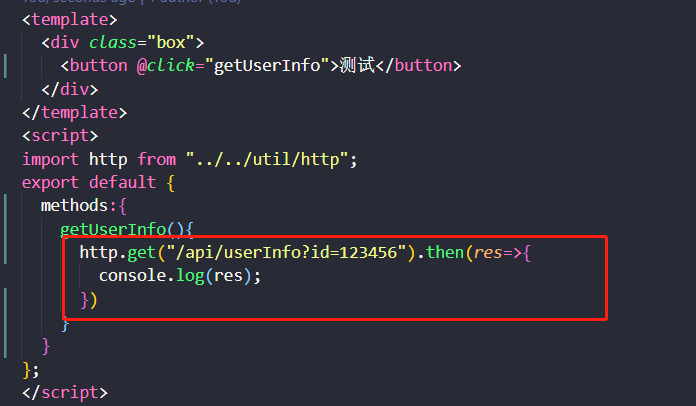 You, seconds ago | 1 author (You)
<template>
<div class="box">
<button @click="getUserInfo">测试</button>
</div>
</template>
<script>
import http from "../../util/http";
export default {
methods:{
getUserInfo(){
http.get("/api/userInfo?id=123456").then(res=>{
console.log(res);
})
}
}
};
</script>